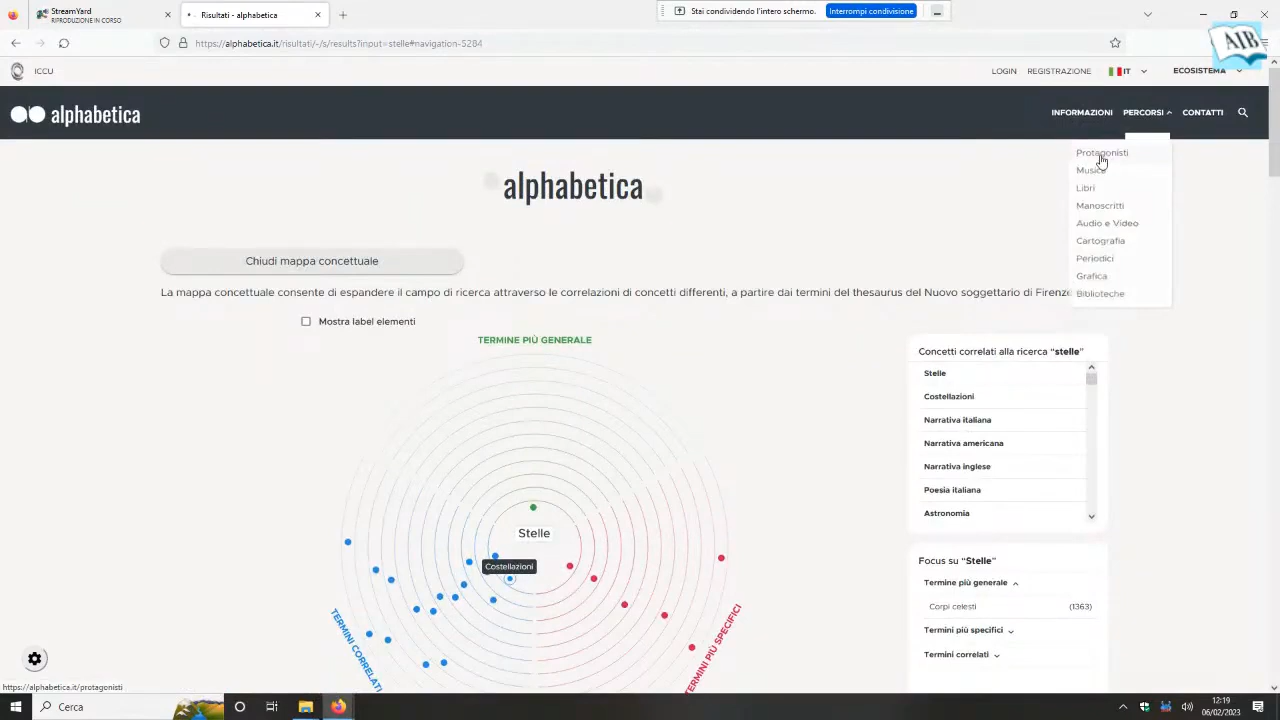 StreamYard
RIPRODUZIONE IN CORSO
alphabetica
Stai condividendo l'intero schermo.
Interrompi condivisione
alphabetica.it/risultati/-/s/results?input=stelle#navigation-5284
AIB
ICCU
LOGIN
REGISTRAZIONE
IT
ECOSISTEMA
alphabetica
INFORMAZIONI
PERCORSI
CONTATTI
Protagonisti
Musica
Libri
Manoscritti
Audio e Video
Cartografia
Periodici
Grafica
Biblioteche
alphabetica
Chiudi mappa concettuale
La mappa concettuale consente di espandere il campo di ricerca attraverso le correlazioni di concetti differenti, a partire dai termini del thesaurus del Nuovo soggettario di Firenze
Mostra label elementi
TERMINE PIÙ GENERALE
Stelle
Costellazioni
TERMINI CORRELATI
TERMINI PIÙ SPECIFICI
Concetti correlati alla ricerca “stelle”
Stelle
Costellazioni
Narrativa italiana
Narrativa americana
Narrativa inglese
Poesia italiana
Astronomia
Focus su “Stelle”
Termine più generale
Corpi celesti (1363)
Termini più specifici
Termini correlati
https://alphabetica.it/protagonisti
Cerca
12:19
06/02/2023